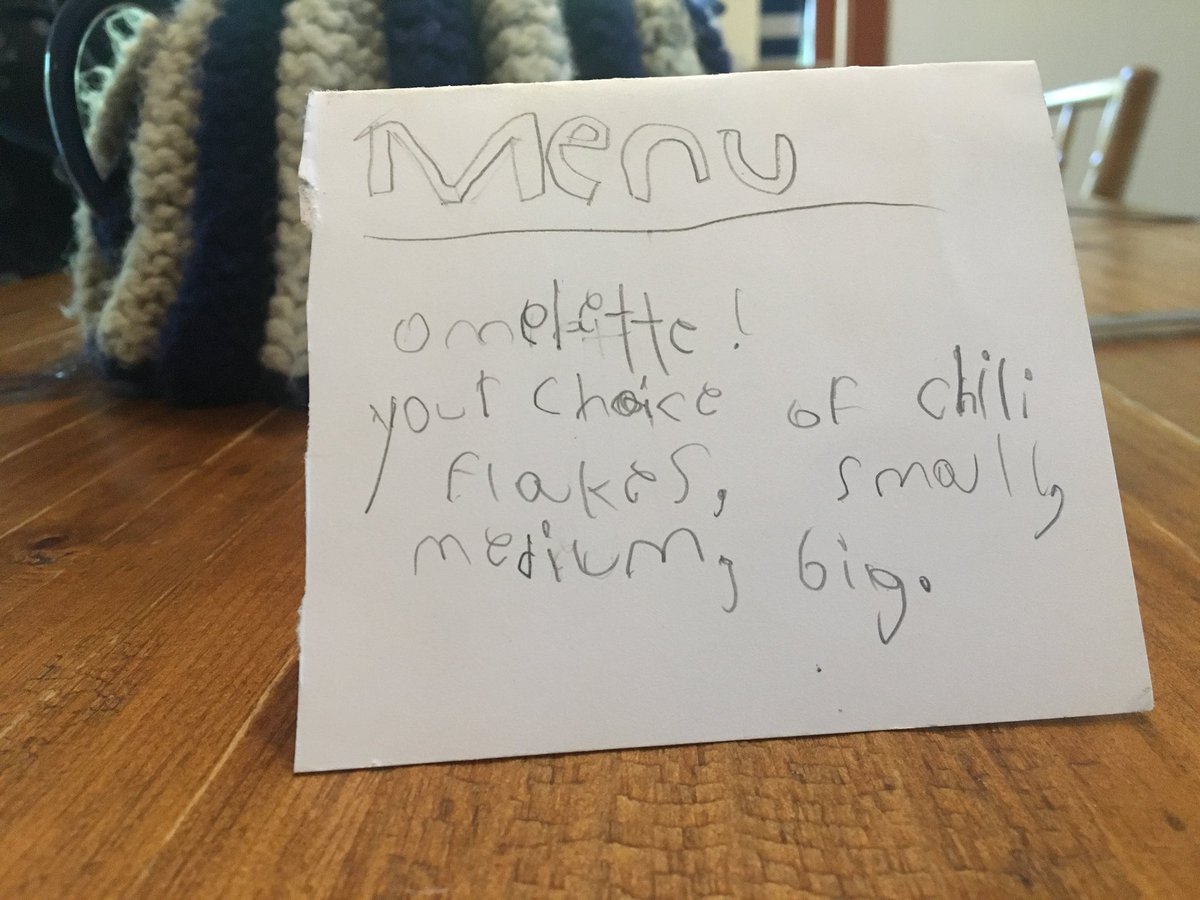 Menu
omelette!
your choice of chili
flakes, small,
medium, big.